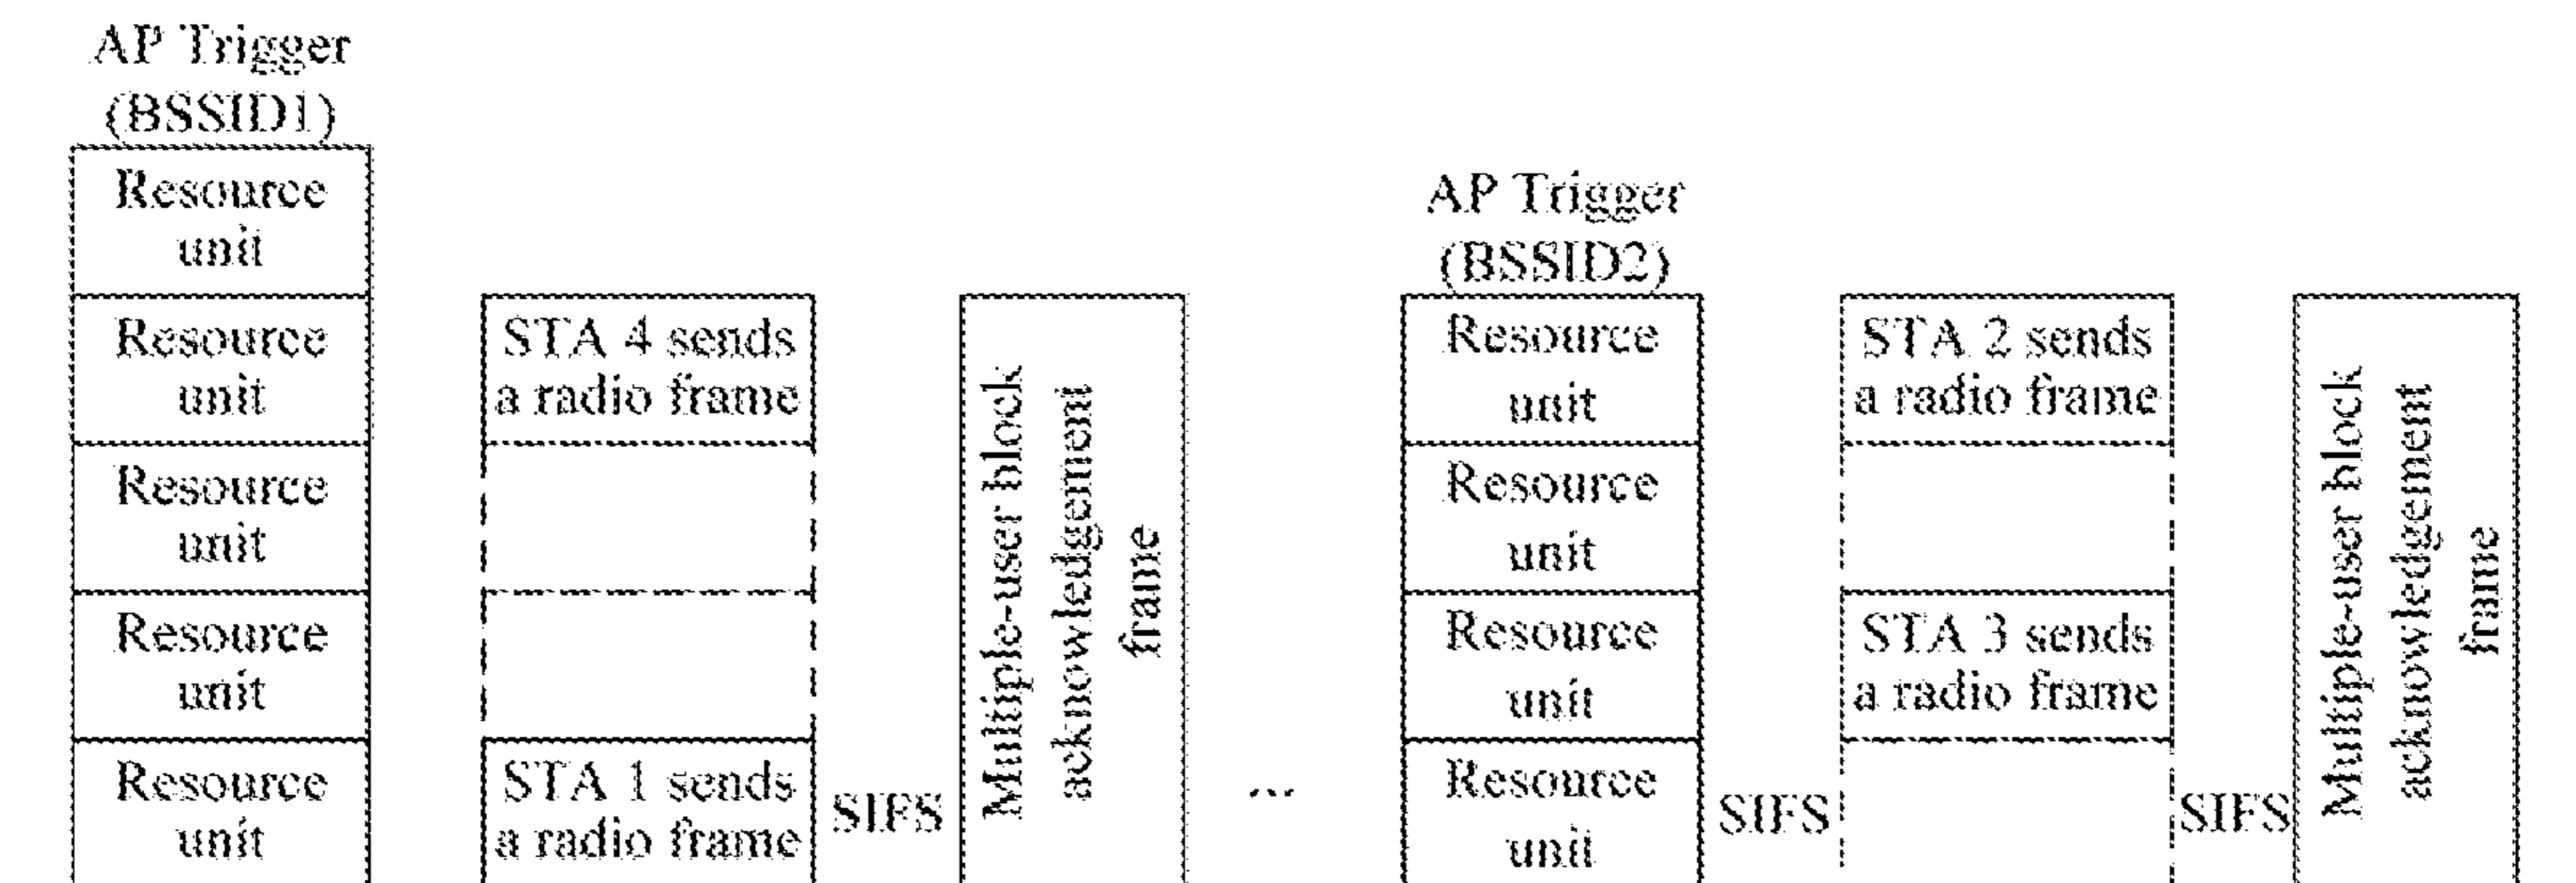 AP Trigger
(BSSID1)
Resource
unit
Resource
unit
Resource
unit
Resource
unit
Resource
unit
STA 4 sends
a radio frame
STA 1 sends
a radio frame
SIFS
Multiple-user block
acknowledgement
frame
...
AP Trigger
(BSSID2)
Resource
unit
Resource
unit
Resource
unit
Resource
unit
SIFS
STA 2 sends
a radio frame
STA 3 sends
a radio frame
SIFS
Multiple-user block
acknowledgement
frame